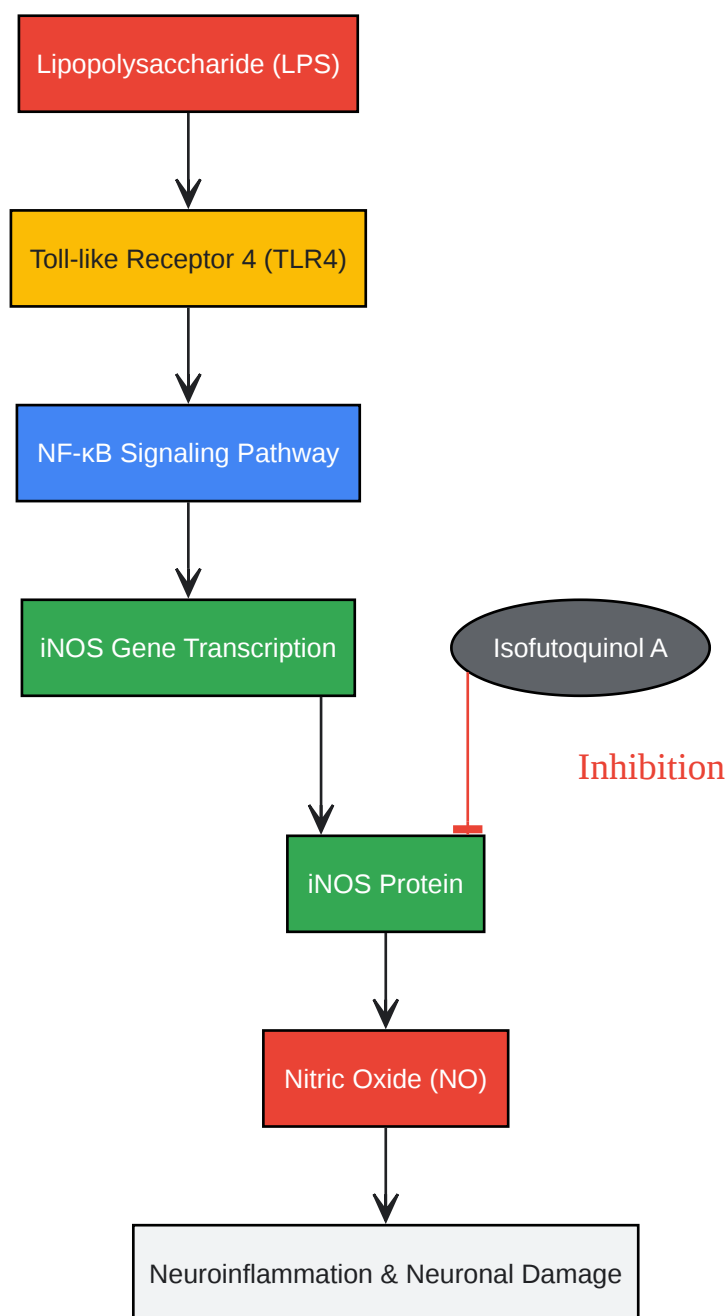 Lipopolysaccharide (LPS)
Toll-like Receptor 4 (TLR4)
NF-κB Signaling Pathway
iNOS Gene Transcription
Isofutoquinol A
Inhibition
iNOS Protein
Nitric Oxide (NO)
Neuroinflammation & Neuronal Damage